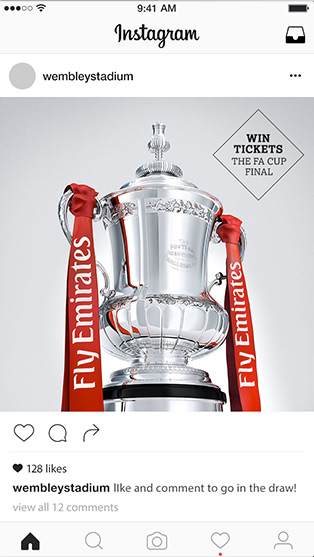 9:41 AM
Instagram
wembleystadium
WIN
TICKETS
THE FA CUP
FINAL
Fly Emirates
Fly Emirates
128 likes
wembleystadium LIke and comment to go in the draw!
view all 12 comments